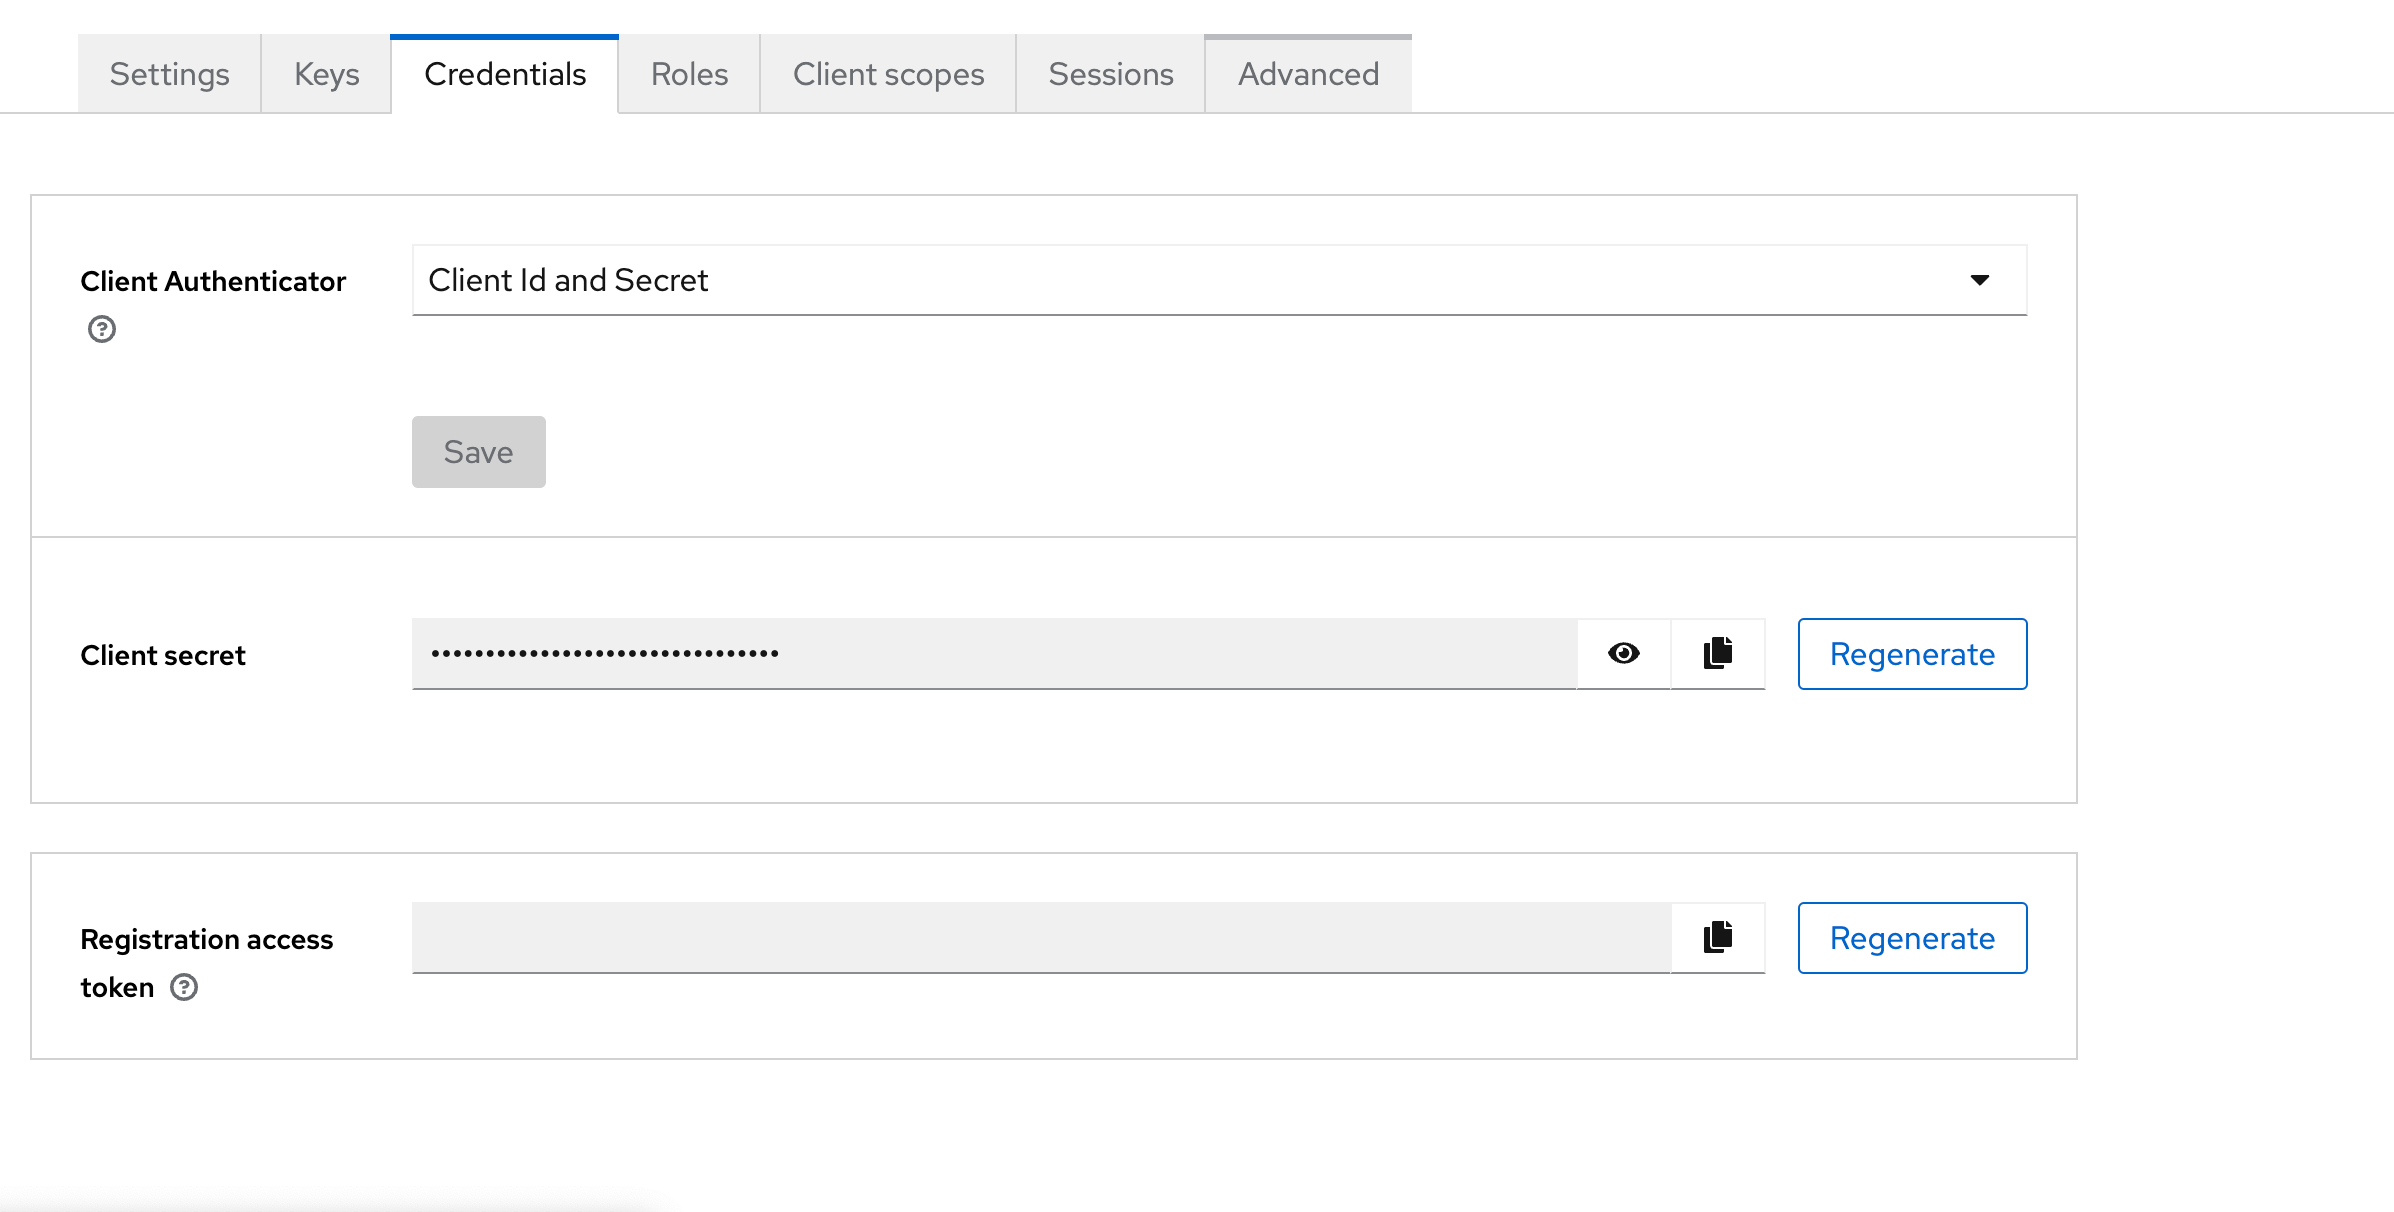 Settings Keys Credentials Roles Client scopes Sessions Advanced
Client Authenticator
Client Id and Secret
Save
Client secret
••••••••••••••••••••••••••••••••
Regenerate
Registration access
token
Regenerate